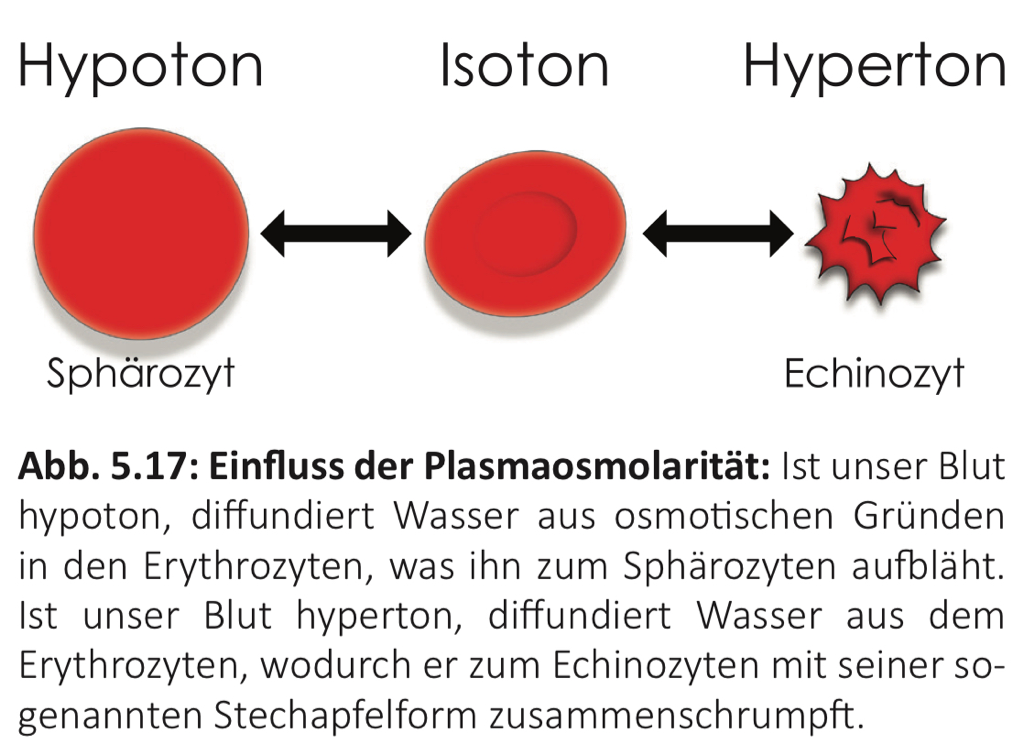 Hypoton Isoton Hyperton
Sphärozyt Echinozyt
Abb. 5.17: Einfluss der Plasmaosmolarität: Ist unser Blut
hypoton, diffundiert Wasser aus osmotischen Gründen
in den Erythrozyten, was ihn zum Sphärozyten aufbläht.
Ist unser Blut hyperton, diffundiert Wasser aus dem
Erythrozyten, wodurch er zum Echinozyten mit seiner so-
genannten Stechapfelform zusammenschrumpft.